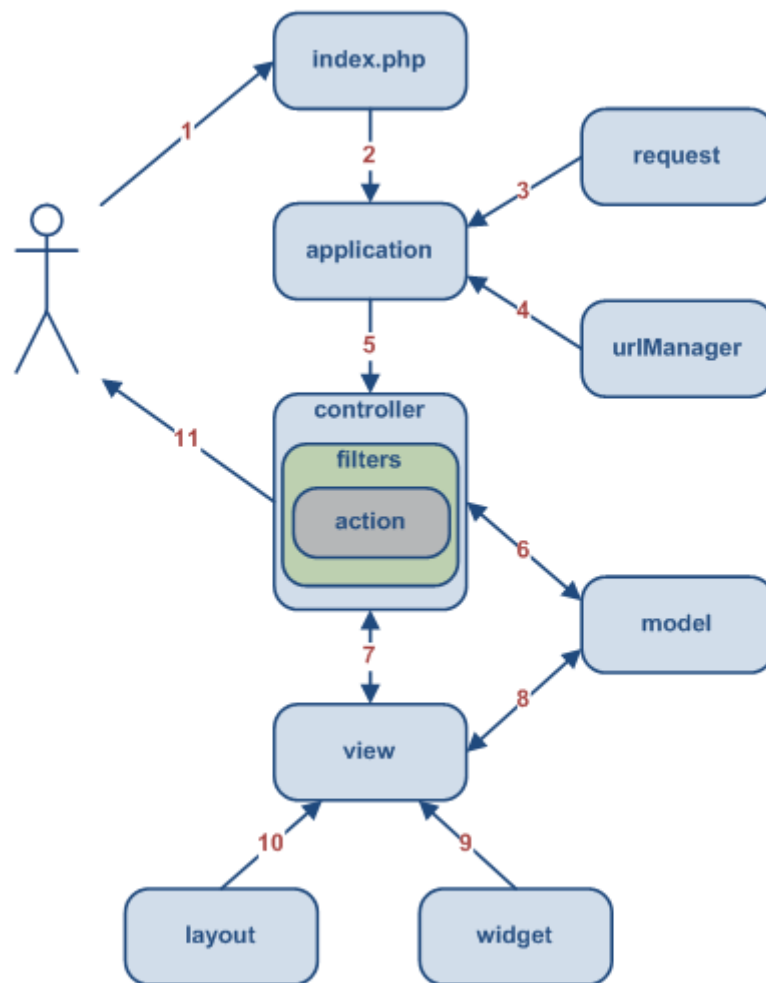 index.php
1
2
request
3
application
4
urlManager
5
controller
11
filters
action
6
model
7
8
view
10
9
layout
widget